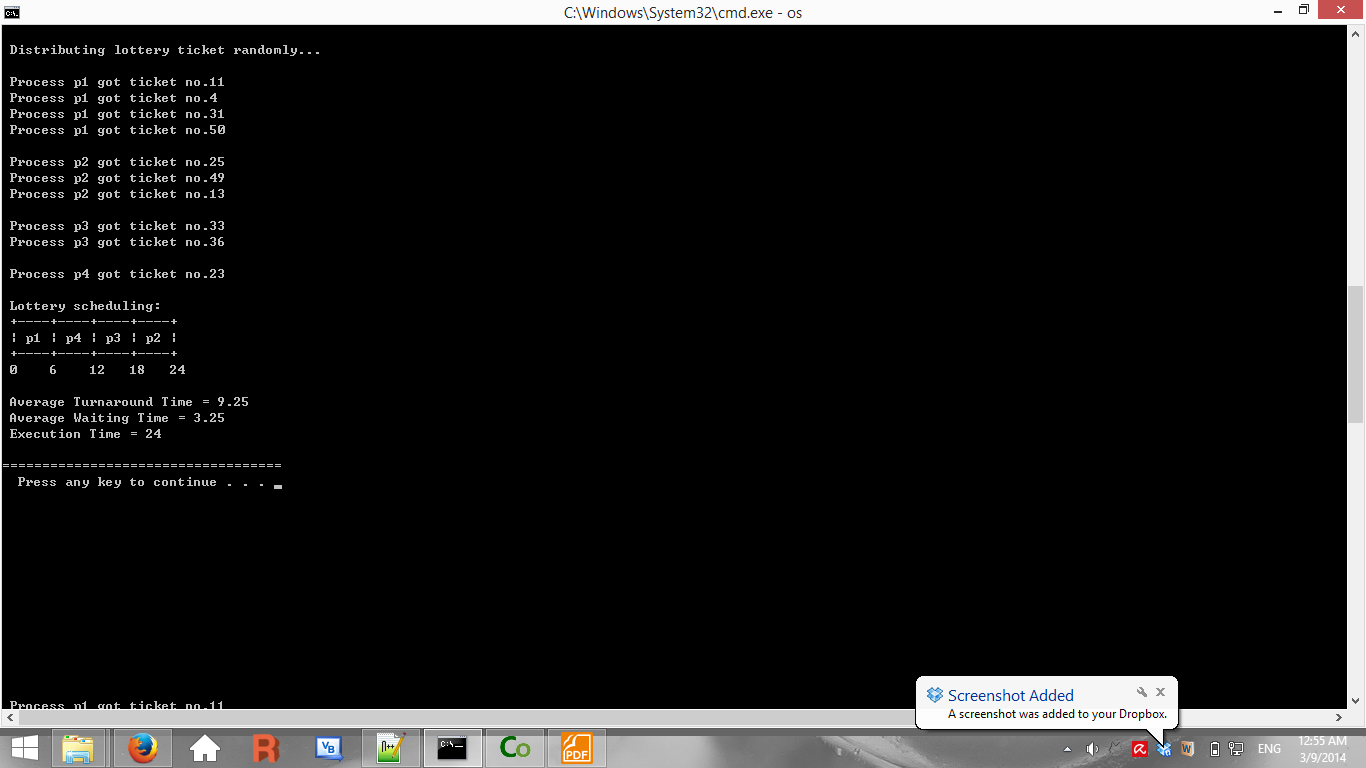 C:\Windows\System32\cmd.exe - os
Distributing lottery ticket randomly...
Process p1 got ticket no.11
Process p1 got ticket no.4
Process p1 got ticket no.31
Process p1 got ticket no.50
Process p2 got ticket no.25
Process p2 got ticket no.49
Process p2 got ticket no.13
Process p3 got ticket no.33
Process p3 got ticket no.36
Process p4 got ticket no.23
Lottery scheduling:
+----+----+----+----+
¦ p1 ¦ p4 ¦ p3 ¦ p2 ¦
+----+----+----+----+
0    6    12   18   24
Average Turnaround Time = 9.25
Average Waiting Time = 3.25
Execution Time = 24
===================================
Press any key to continue . . . _
Process p1 got ticket no.11
Screenshot Added
A screenshot was added to your Dropbox.
C:\_
R
VB
n++
C:\_
Co
PDF
W
ENG
12:55 AM
3/9/2014